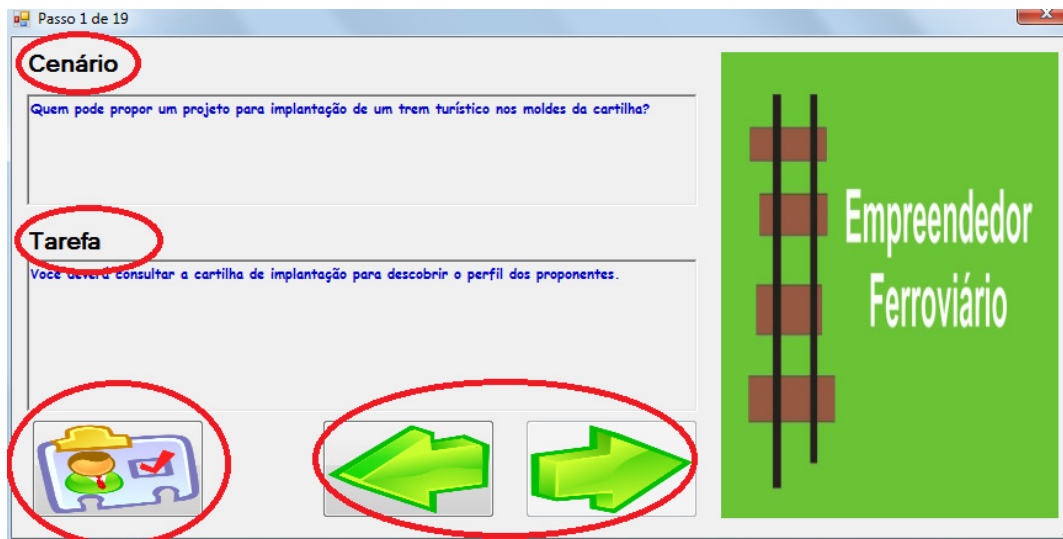 Passo 1 de 19
Cenário
Quem pode propor um projeto para implantação de um trem turístico nos moldes da cartilha?
Tarefa
Você deverá consultar a cartilha de implantação para descobrir o perfil dos proponentes.
Empreendedor
Ferroviário